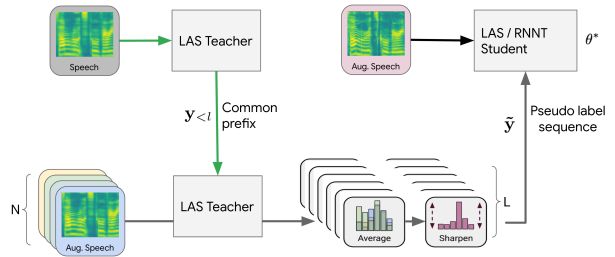 Speech
LAS Teacher
Aug. Speech
LAS / RNNT
Student
θ*
y<l
Common
prefix
ỹ
Pseudo label
sequence
N
Aug. Speech
LAS Teacher
Average
Sharpen
L